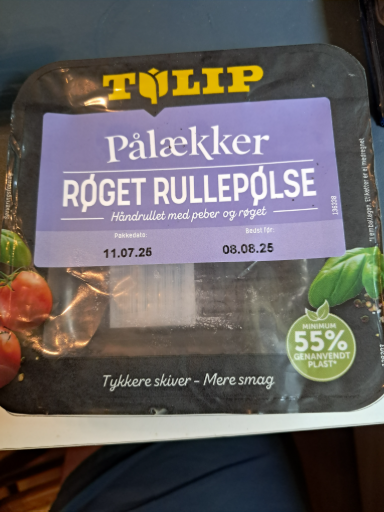 TULIP
Pålækker
RØGET RULLEPØLSE
Håndrullet med peber og røget
Pakkedato: Bedst før:
11.07.25 08.08.25
MINIMUM
55%
GENANVENDT
PLAST*
Tykkere skiver - Mere smag